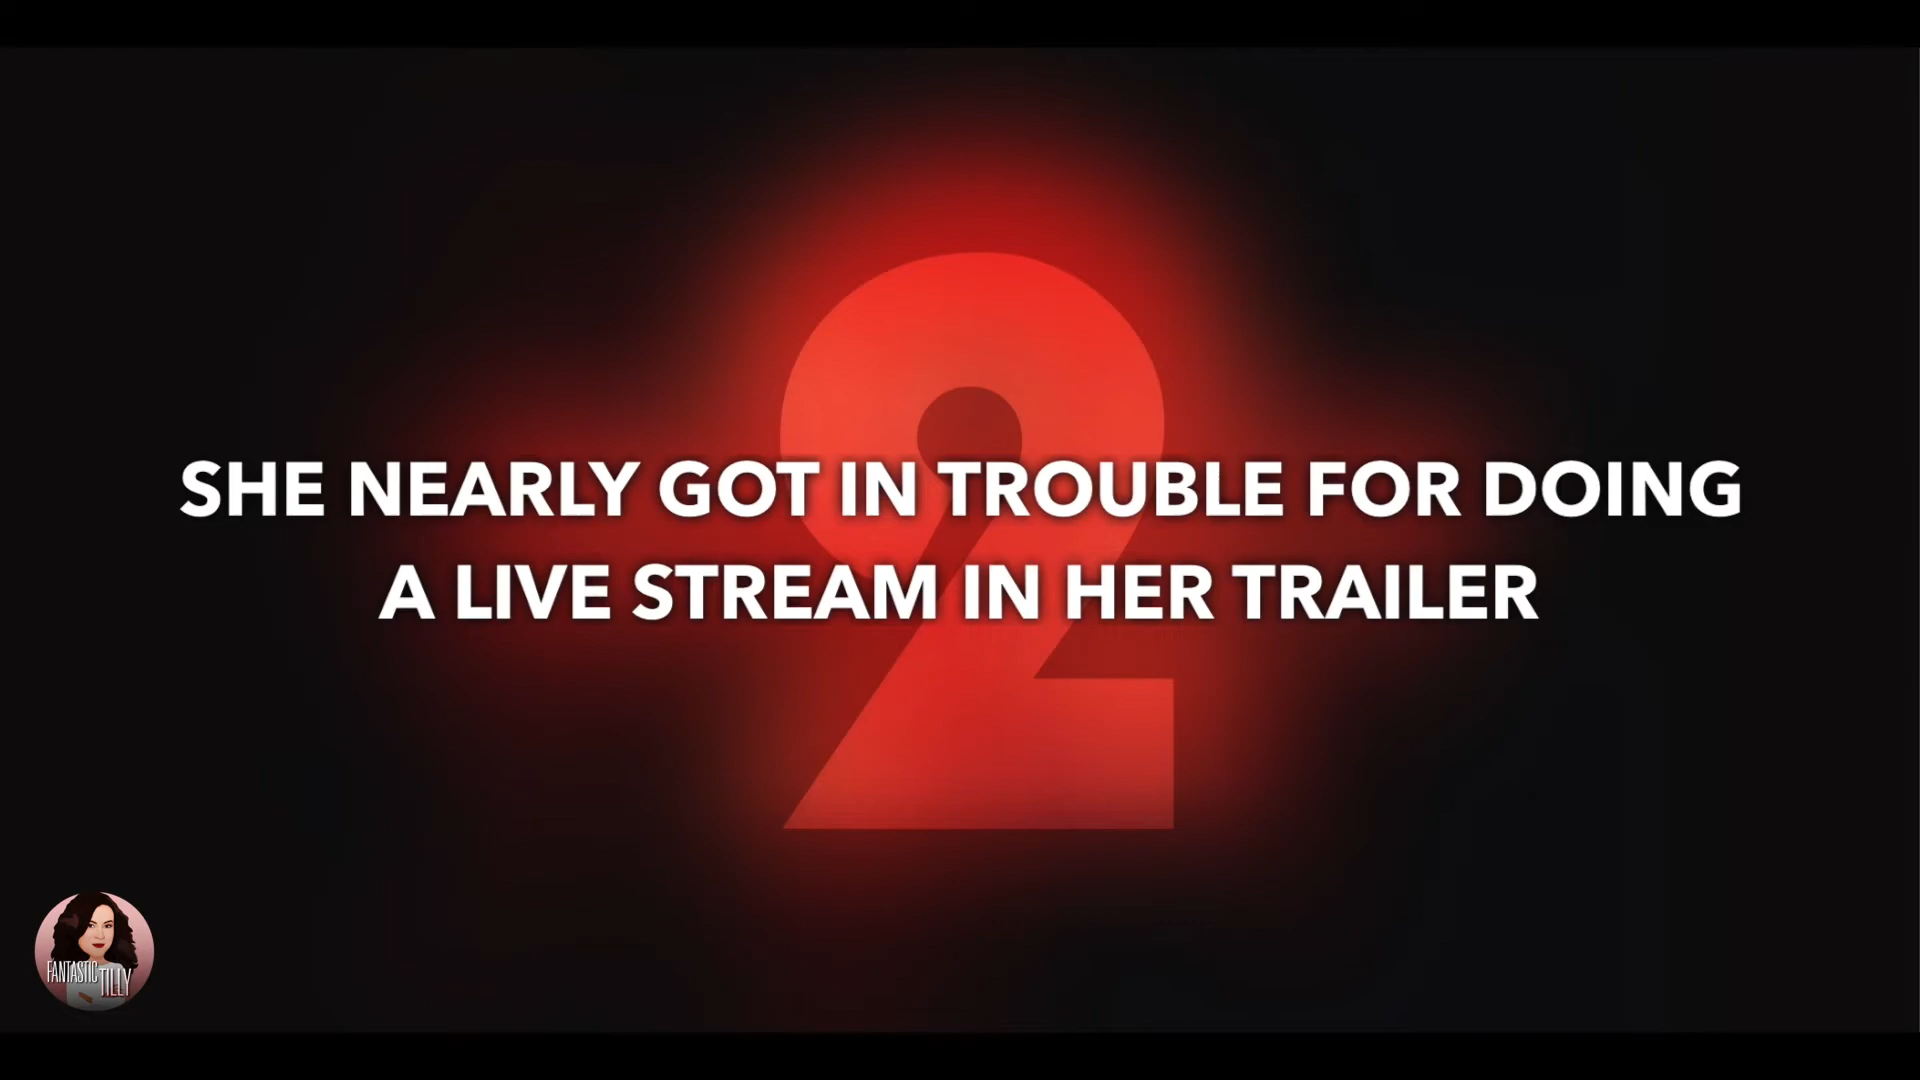 2
SHE NEARLY GOT IN TROUBLE FOR DOING
A LIVE STREAM IN HER TRAILER
FANTASTIC
TILLY